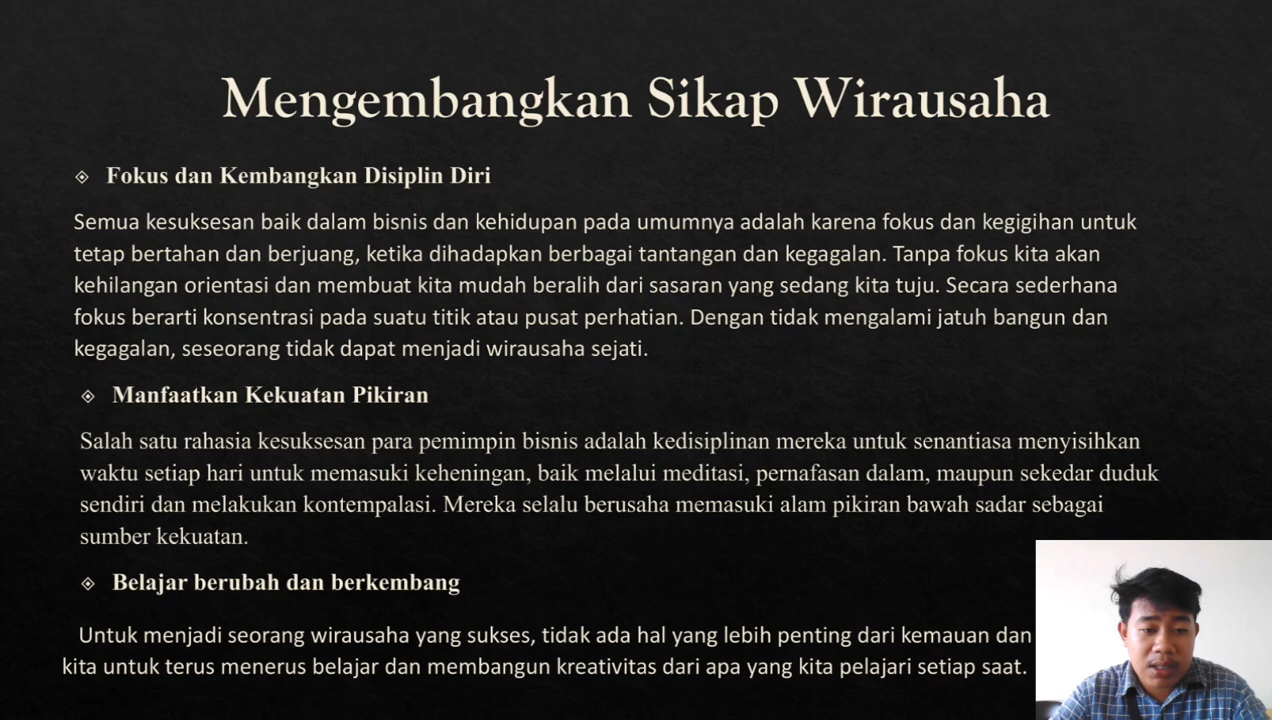 Mengembangkan Sikap Wirausaha
Fokus dan Kembangkan Disiplin Diri
Semua kesuksesan baik dalam bisnis dan kehidupan pada umumnya adalah karena fokus dan kegigihan untuk
tetap bertahan dan berjuang, ketika dihadapkan berbagai tantangan dan kegagalan. Tanpa fokus kita akan
kehilangan orientasi dan membuat kita mudah beralih dari sasaran yang sedang kita tuju. Secara sederhana
fokus berarti konsentrasi pada suatu titik atau pusat perhatian. Dengan tidak mengalami jatuh bangun dan
kegagalan, seseorang tidak dapat menjadi wirausaha sejati.
Manfaatkan Kekuatan Pikiran
Salah satu rahasia kesuksesan para pemimpin bisnis adalah kedisiplinan mereka untuk senantiasa menyisihkan
waktu setiap hari untuk memasuki keheningan, baik melalui meditasi, pernafasan dalam, maupun sekedar duduk
sendiri dan melakukan kontempalasi. Mereka selalu berusaha memasuki alam pikiran bawah sadar sebagai
sumber kekuatan.
Belajar berubah dan berkembang
Untuk menjadi seorang wirausaha yang sukses, tidak ada hal yang lebih penting dari kemauan dan
kita untuk terus menerus belajar dan membangun kreativitas dari apa yang kita pelajari setiap saat.